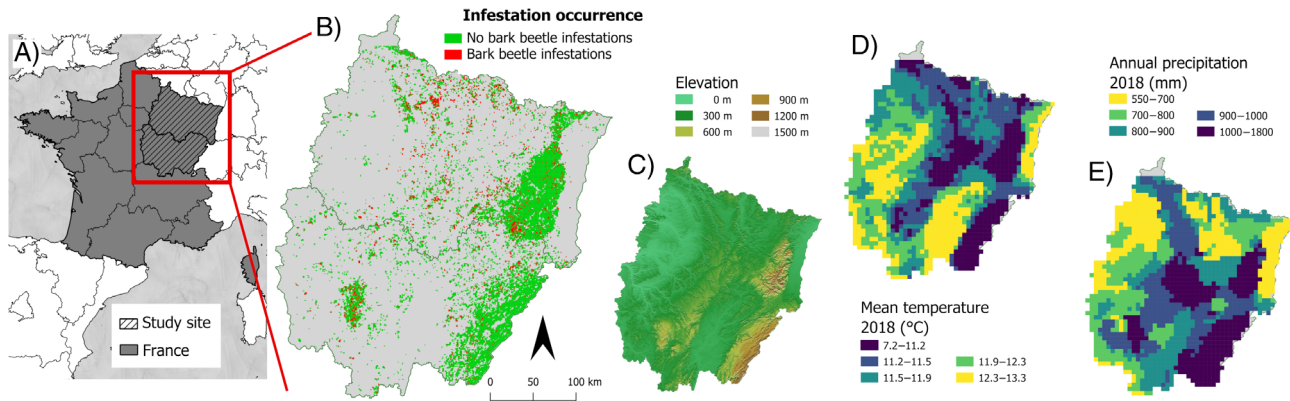 A)
Study site
France
B)
Infestation occurrence
No bark beetle infestations
Bark beetle infestations
0 50 100 km
Elevation
0 m 900 m
300 m 1200 m
600 m 1500 m
C)
D)
Mean temperature
2018 (°C)
7.2−11.2
11.2−11.5 11.9−12.3
11.5−11.9 12.3−13.3
Annual precipitation
2018 (mm)
550−700
700−800 900−1000
800−900 1000−1800
E)